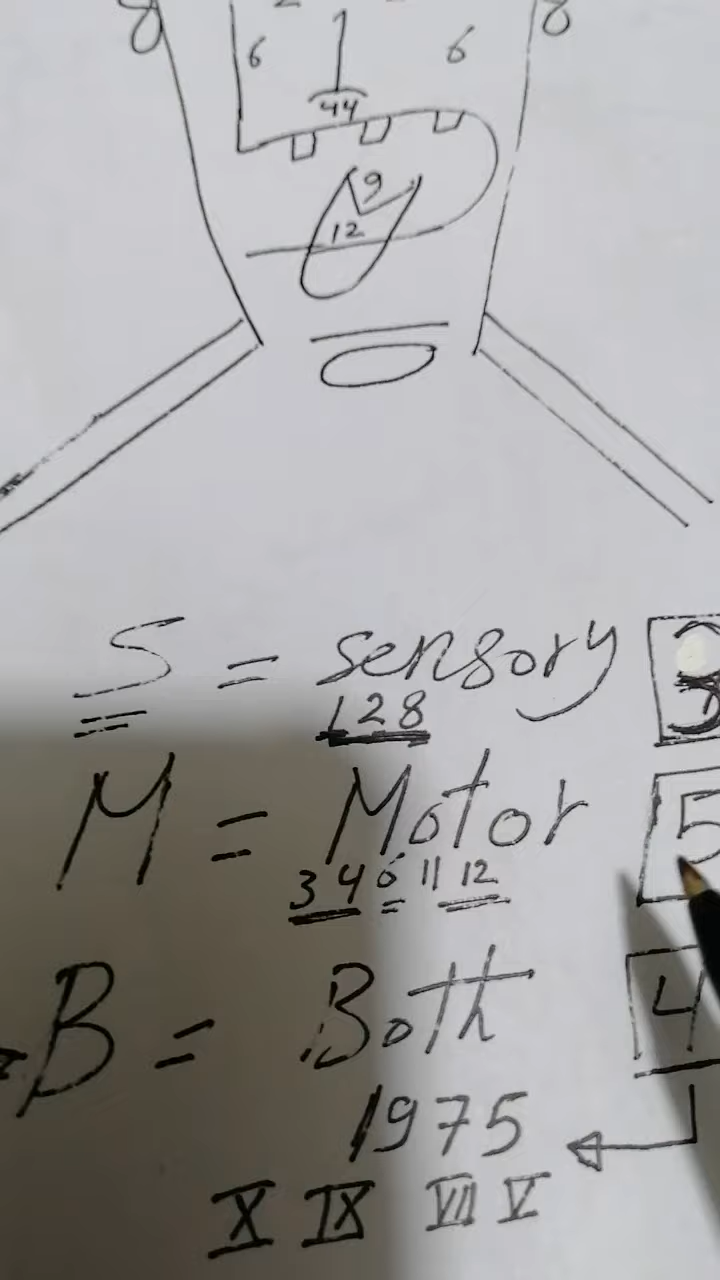 8 8
6 6
44
9
12
S = sensory 3
128
M = Motor 5
3 4 6 11 12
B = Both 4
1975
X IX VII V